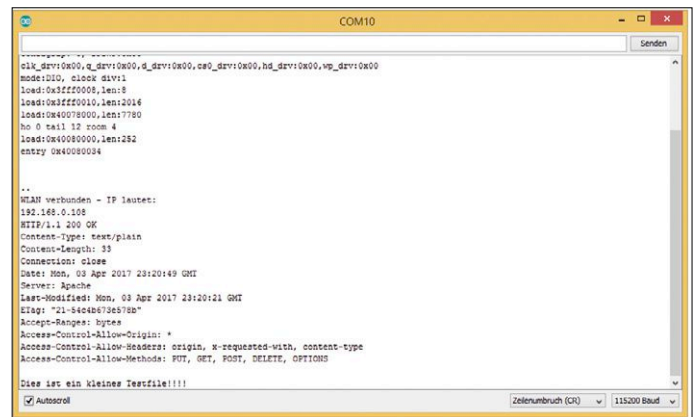 COM10
Senden
clk_drv:0x00,q_drv:0x00,d_drv:0x00,cs0_drv:0x00,hd_drv:0x00,wp_drv:0x00
mode:DIO, clock div:1
load:0x3fff0008,len:8
load:0x3fff0010,len:2016
load:0x40078000,len:7780
ho 0 tail 12 room 4
load:0x40080000,len:252
entry 0x40080034
..
WLAN verbunden - IP lautet:
192.168.0.108
HTTP/1.1 200 OK
Content-Type: text/plain
Content-Length: 33
Connection: close
Date: Mon, 03 Apr 2017 23:20:49 GMT
Server: Apache
Last-Modified: Mon, 03 Apr 2017 23:20:21 GMT
ETag: "21-54c4b673e578b"
Accept-Ranges: bytes
Access-Control-Allow-Origin: *
Access-Control-Allow-Headers: origin, x-requested-with, content-type
Access-Control-Allow-Methods: PUT, GET, POST, DELETE, OPTIONS
Dies ist ein kleines Testfile!!!!
Autoscroll
Zeilenumbruch (CR)
115200 Baud